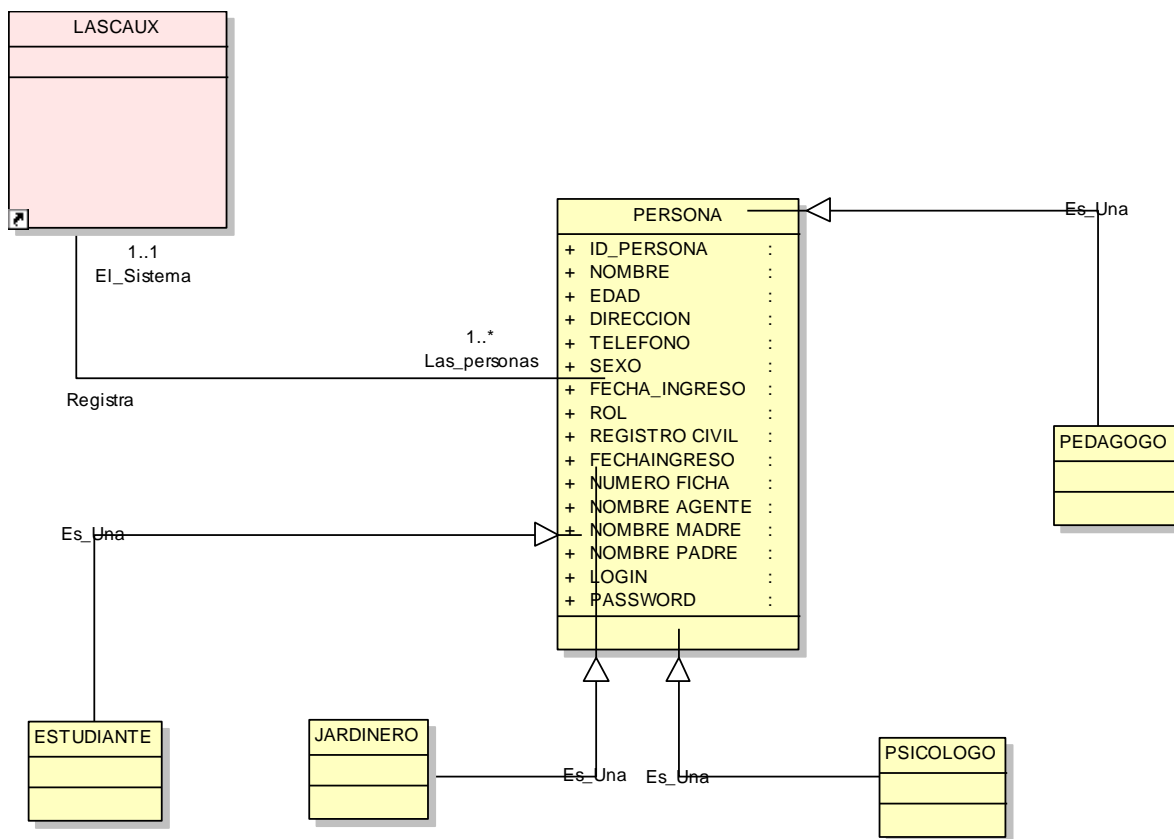 LASCAUX
1..1
El_Sistema
1..*
Las_personas
Registra
PERSONA
+ ID_PERSONA :
+ NOMBRE :
+ EDAD :
+ DIRECCION :
+ TELEFONO :
+ SEXO :
+ FECHA_INGRESO :
+ ROL :
+ REGISTRO CIVIL :
+ FECHAINGRESO :
+ NUMERO FICHA :
+ NOMBRE AGENTE :
+ NOMBRE MADRE :
+ NOMBRE PADRE :
+ LOGIN :
+ PASSWORD :
Es_Una
PEDAGOGO
Es_Una
ESTUDIANTE
JARDINERO
Es_Una
Es_Una
PSICOLOGO